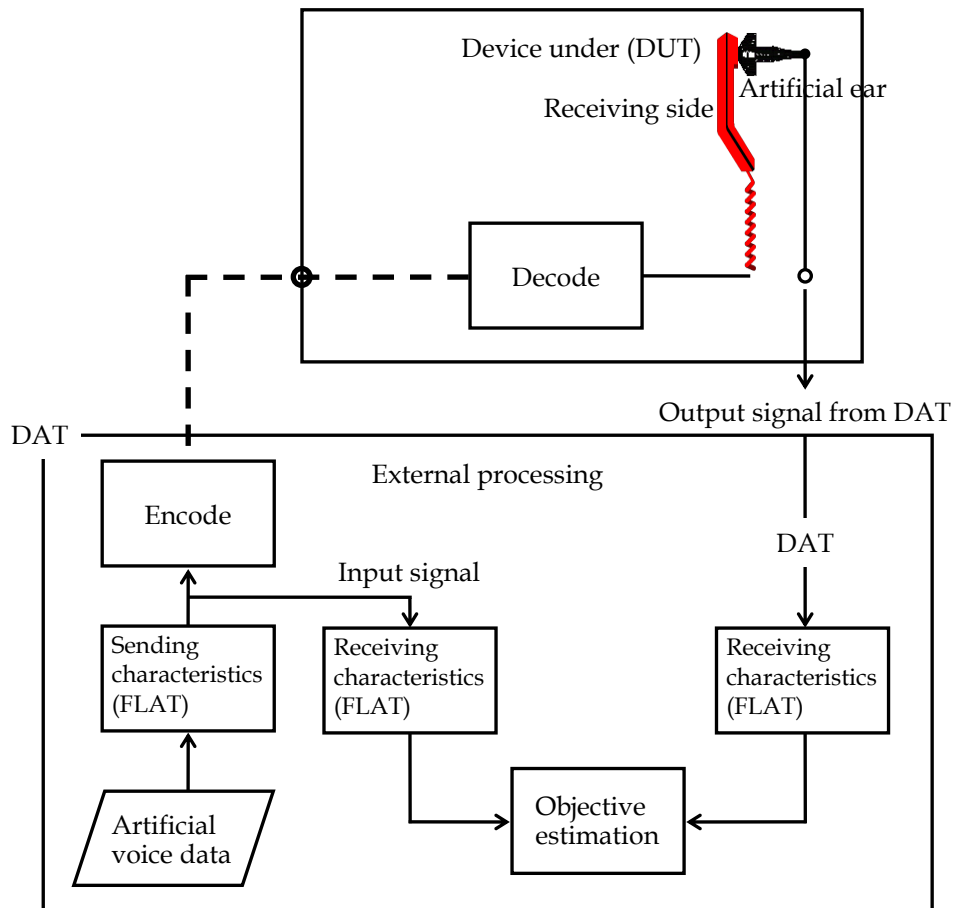 Device under (DUT)
Artificial ear
Receiving side
Decode
Output signal from DAT
DAT
External processing
Encode
DAT
Input signal
Sending
characteristics
(FLAT)
Receiving
characteristics
(FLAT)
Receiving
characteristics
(FLAT)
Artificial
voice data
Objective
estimation